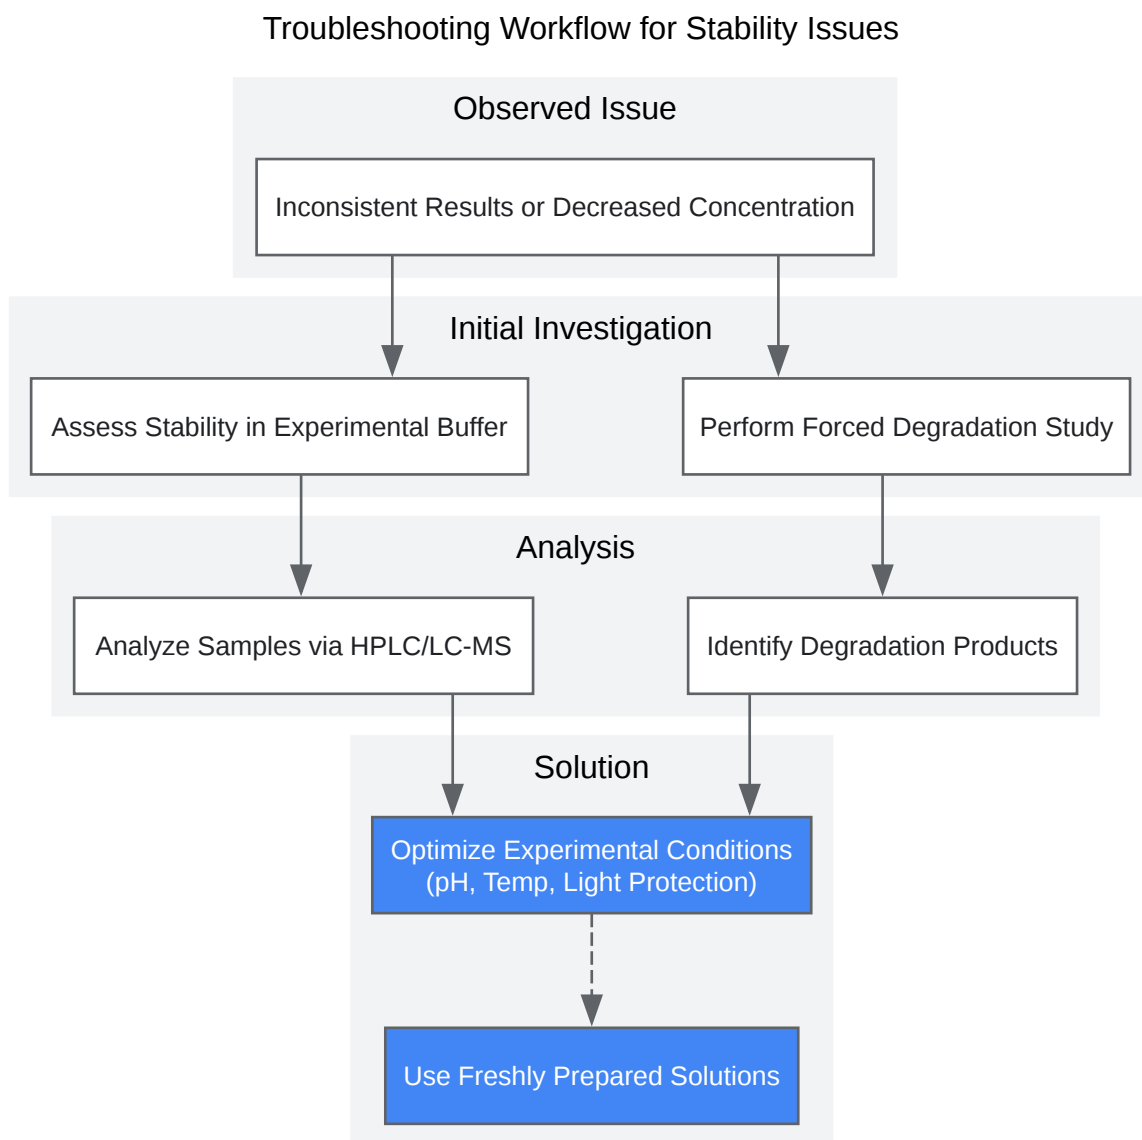 Troubleshooting Workflow for Stability Issues
Observed Issue
Inconsistent Results or Decreased Concentration
Initial Investigation
Assess Stability in Experimental Buffer
Perform Forced Degradation Study
Analysis
Analyze Samples via HPLC/LC-MS
Identify Degradation Products
Solution
Optimize Experimental Conditions
(pH, Temp, Light Protection)
Use Freshly Prepared Solutions